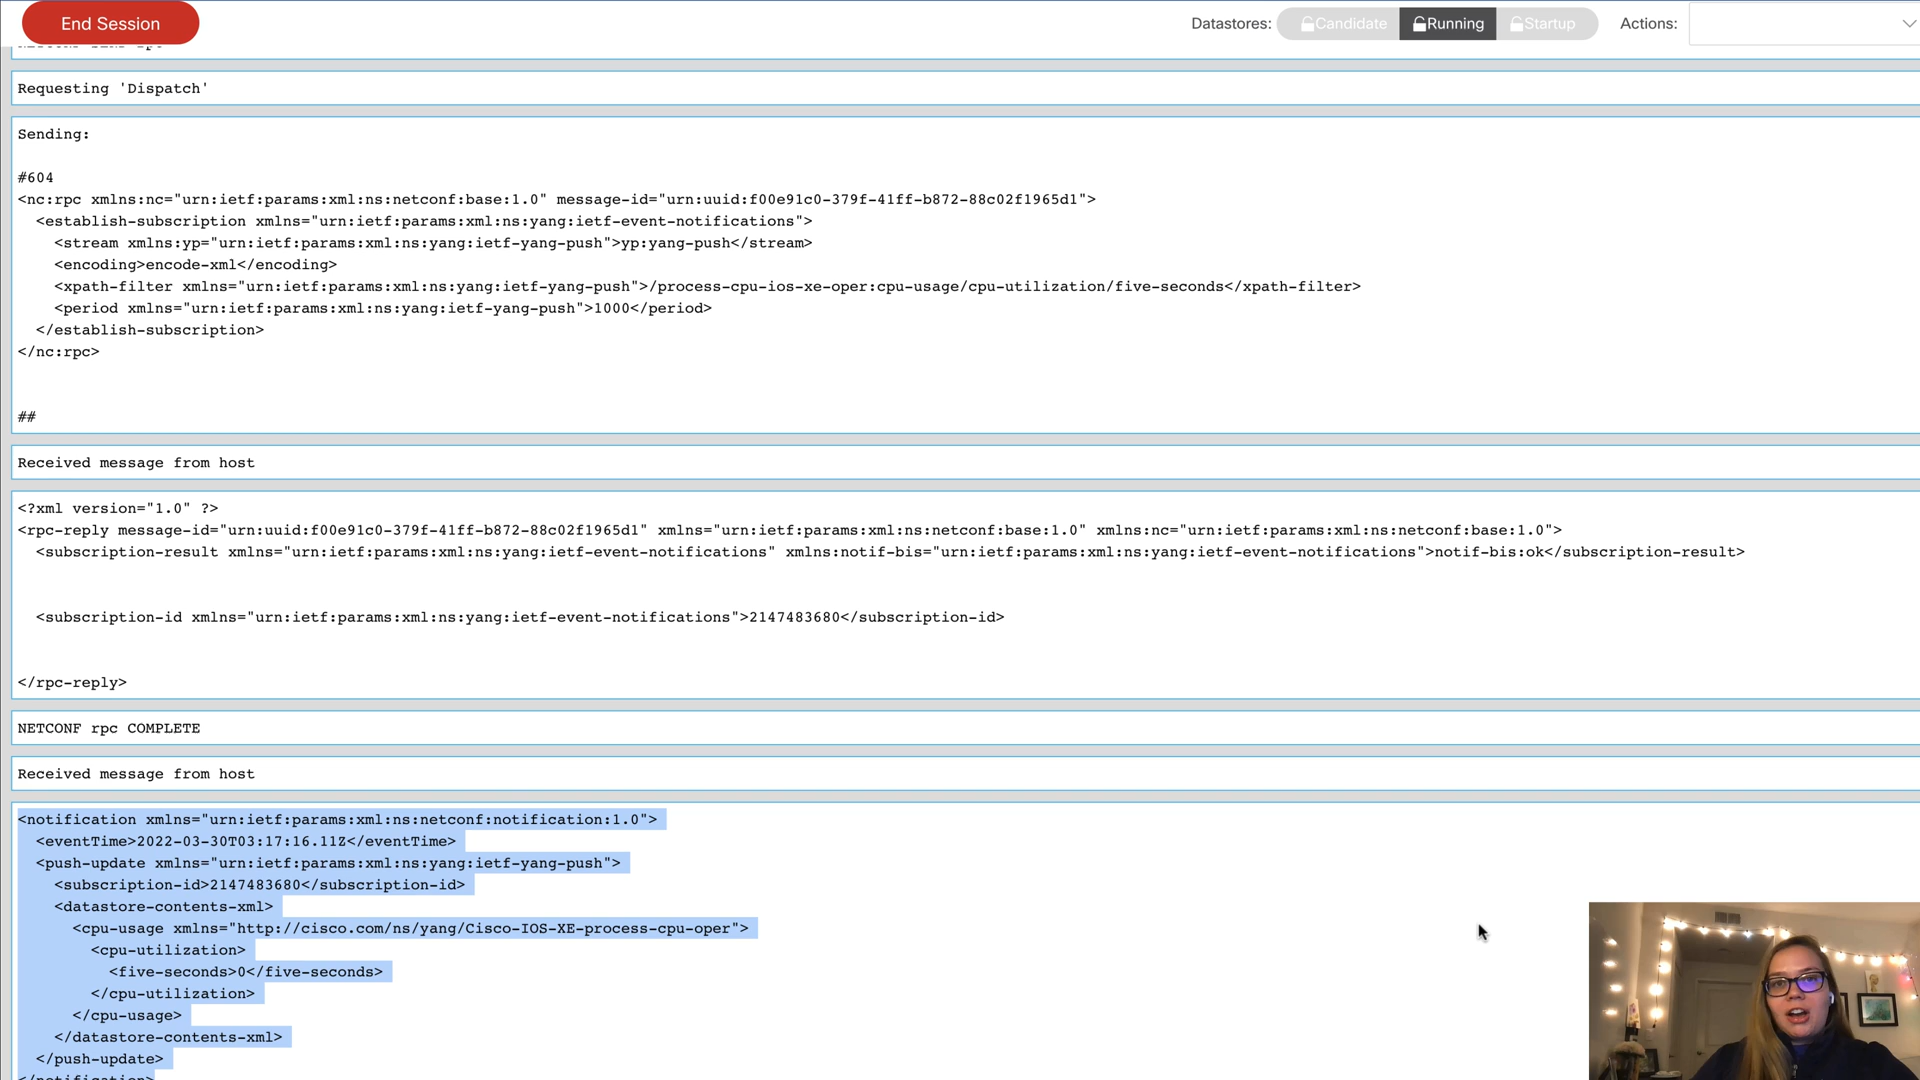 End Session
Datastores: Candidate Running Startup Actions:
Requesting 'Dispatch'
Sending:
#604
<nc:rpc xmlns:nc="urn:ietf:params:xml:ns:netconf:base:1.0" message-id="urn:uuid:f00e91c0-379f-41ff-b872-88c02f1965d1">
<establish-subscription xmlns="urn:ietf:params:xml:ns:yang:ietf-event-notifications">
<stream xmlns:yp="urn:ietf:params:xml:ns:yang:ietf-yang-push">yp:yang-push</stream>
<encoding>encode-xml</encoding>
<xpath-filter xmlns="urn:ietf:params:xml:ns:yang:ietf-yang-push">/process-cpu-ios-xe-oper:cpu-usage/cpu-utilization/five-seconds</xpath-filter>
<period xmlns="urn:ietf:params:xml:ns:yang:ietf-yang-push">1000</period>
</establish-subscription>
</nc:rpc>
##
Received message from host
<?xml version="1.0" ?>
<rpc-reply message-id="urn:uuid:f00e91c0-379f-41ff-b872-88c02f1965d1" xmlns="urn:ietf:params:xml:ns:netconf:base:1.0" xmlns:nc="urn:ietf:params:xml:ns:netconf:base:1.0">
<subscription-result xmlns="urn:ietf:params:xml:ns:yang:ietf-event-notifications" xmlns:notif-bis="urn:ietf:params:xml:ns:yang:ietf-event-notifications">notif-bis:ok</subscription-result>
<subscription-id xmlns="urn:ietf:params:xml:ns:yang:ietf-event-notifications">2147483680</subscription-id>
</rpc-reply>
NETCONF rpc COMPLETE
Received message from host
<notification xmlns="urn:ietf:params:xml:ns:netconf:notification:1.0">
<eventTime>2022-03-30T03:17:16.11Z</eventTime>
<push-update xmlns="urn:ietf:params:xml:ns:yang:ietf-yang-push">
<subscription-id>2147483680</subscription-id>
<datastore-contents-xml>
<cpu-usage xmlns="http://cisco.com/ns/yang/Cisco-IOS-XE-process-cpu-oper">
<cpu-utilization>
<five-seconds>0</five-seconds>
</cpu-utilization>
</cpu-usage>
</datastore-contents-xml>
</push-update>
</notification>